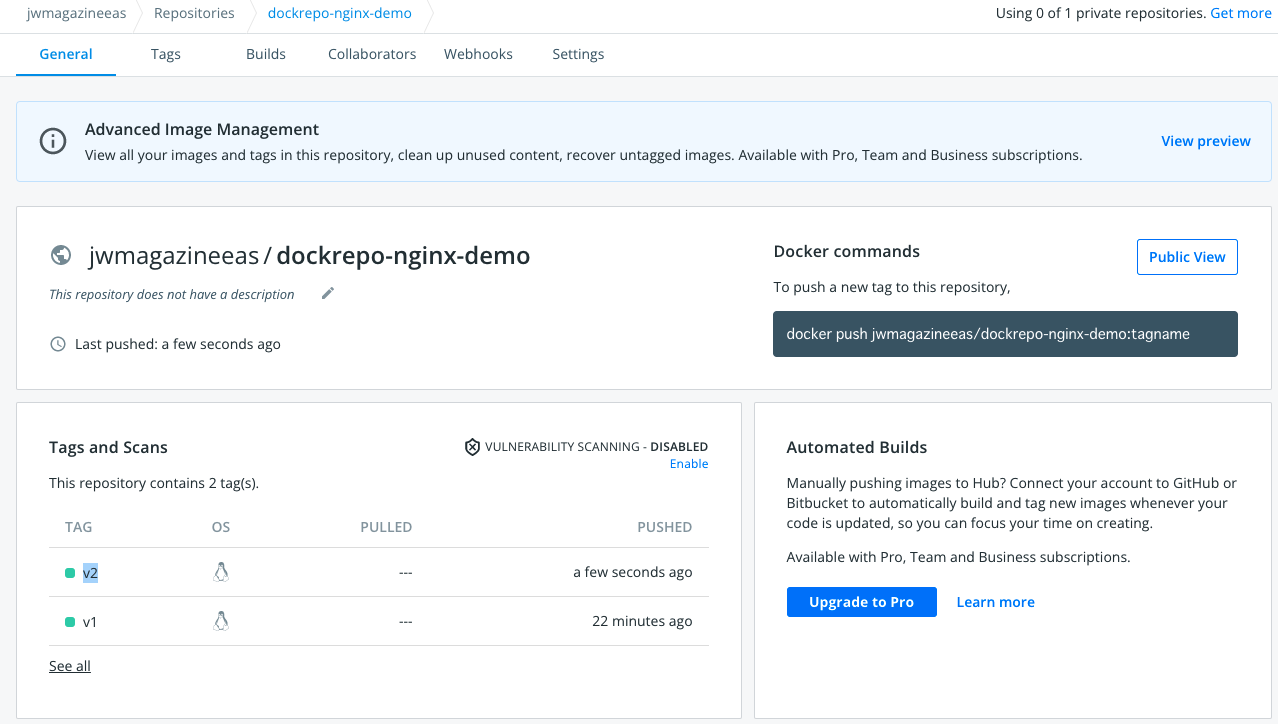 jwmagazineeas Repositories dockrepo-nginx-demo Using 0 of 1 private repositories. Get more
General Tags Builds Collaborators Webhooks Settings
Advanced Image Management
View all your images and tags in this repository, clean up unused content, recover untagged images. Available with Pro, Team and Business subscriptions.
View preview
jwmagazineeas / dockrepo-nginx-demo
This repository does not have a description
Last pushed: a few seconds ago
Docker commands
Public View
To push a new tag to this repository,
docker push jwmagazineeas/dockrepo-nginx-demo:tagname
Tags and Scans
VULNERABILITY SCANNING - DISABLED
Enable
This repository contains 2 tag(s).
TAG OS PULLED PUSHED
v2 --- a few seconds ago
v1 --- 22 minutes ago
See all
Automated Builds
Manually pushing images to Hub? Connect your account to GitHub or
Bitbucket to automatically build and tag new images whenever your
code is updated, so you can focus your time on creating.
Available with Pro, Team and Business subscriptions.
Upgrade to Pro Learn more